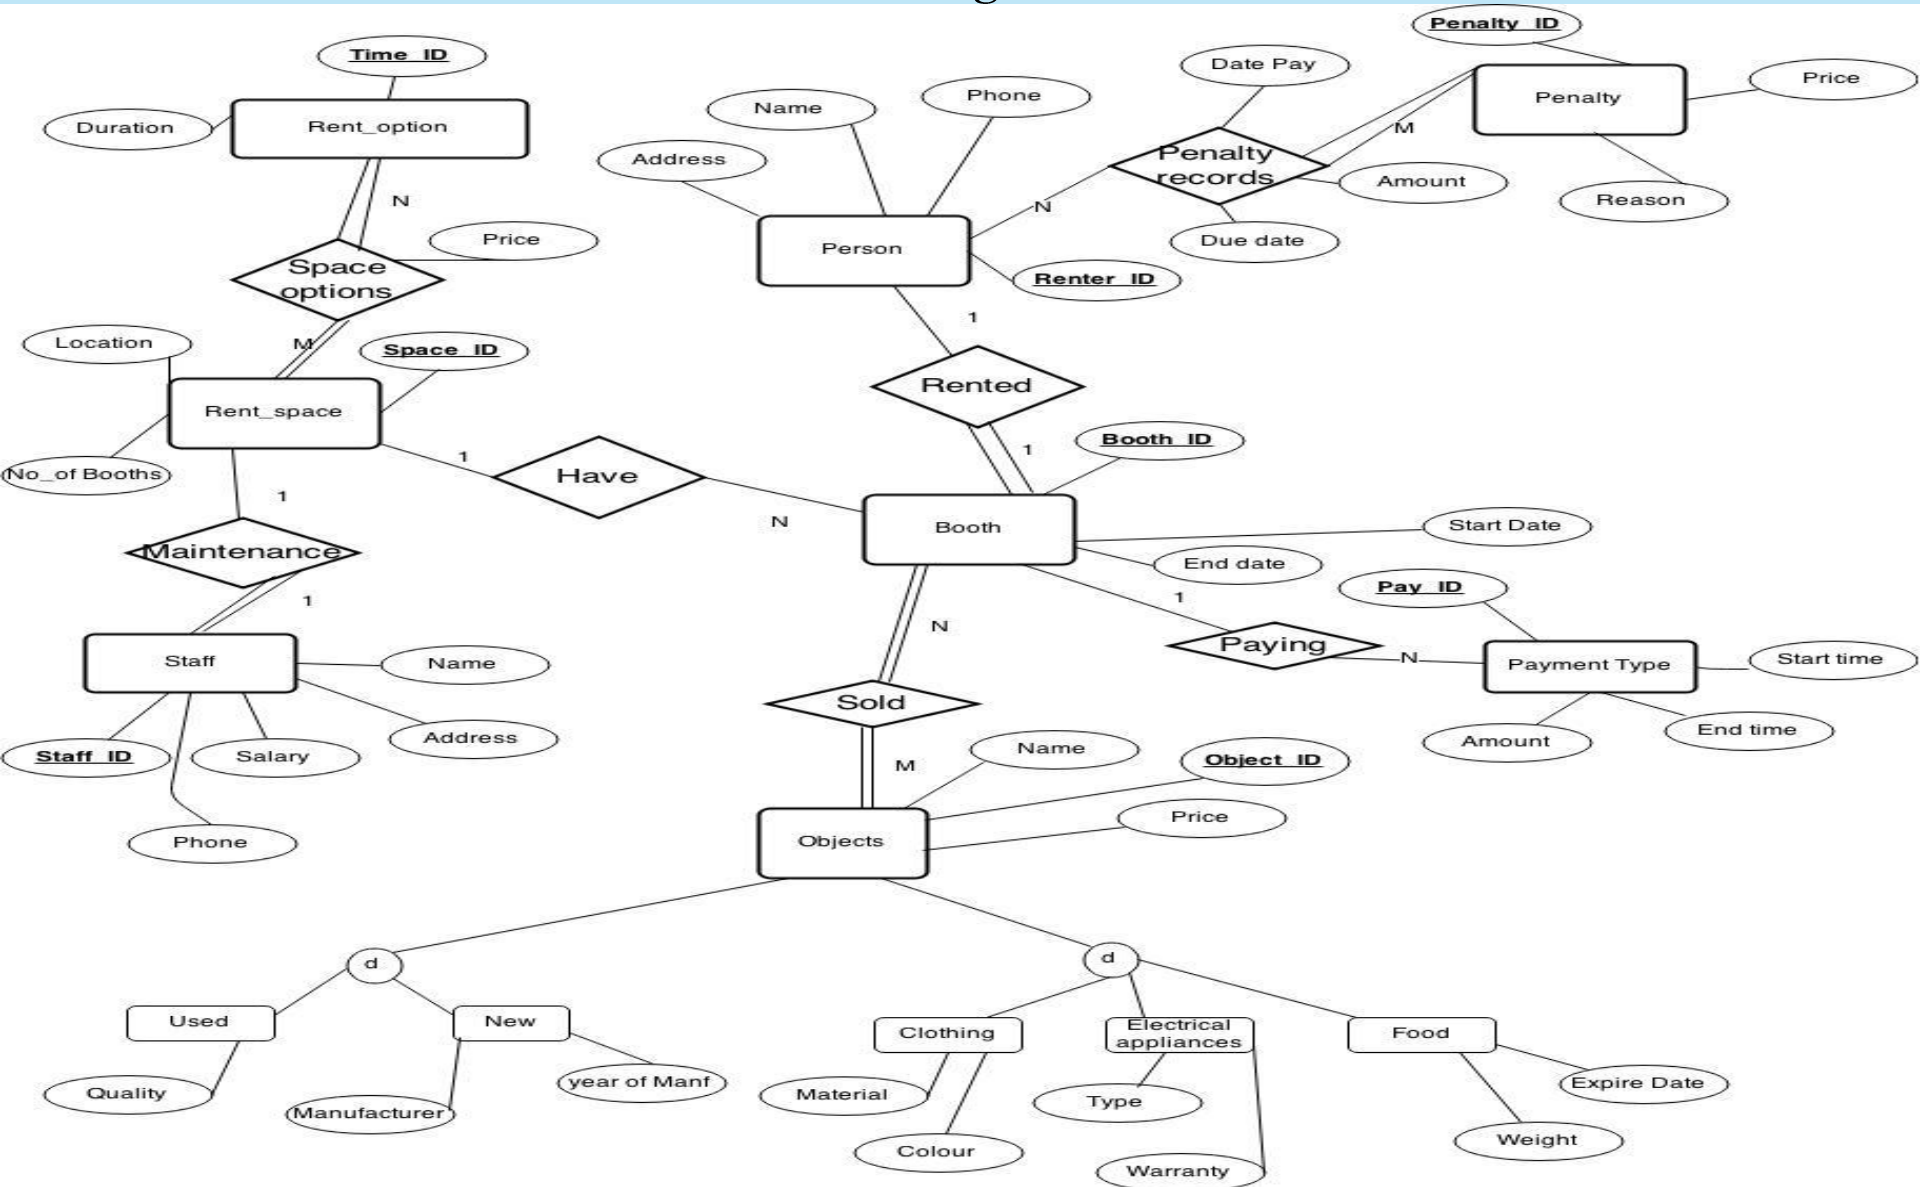 Penalty_ID
Time_ID
Date Pay
Price
Name
Phone
Penalty
Duration
Rent_option
M
Address
Penalty
records
Amount
N
N
Reason
Price
Person
Due date
Space
options
Renter_ID
1
Location
M
Space_ID
Rented
Rent_space
Booth_ID
1
1
No_of Booths
Have
1
N
Booth
Start Date
Maintenance
End date
Pay_ID
1
1
N
Paying
N
Staff
Name
Payment Type
Start time
Sold
End time
Address
Amount
Staff_ID
Salary
M
Name
Object_ID
Price
Phone
Objects
d
d
Used
New
Clothing
Electrical
appliances
Food
Quality
year of Manf
Material
Type
Expire Date
Manufacturer
Colour
Weight
Warranty